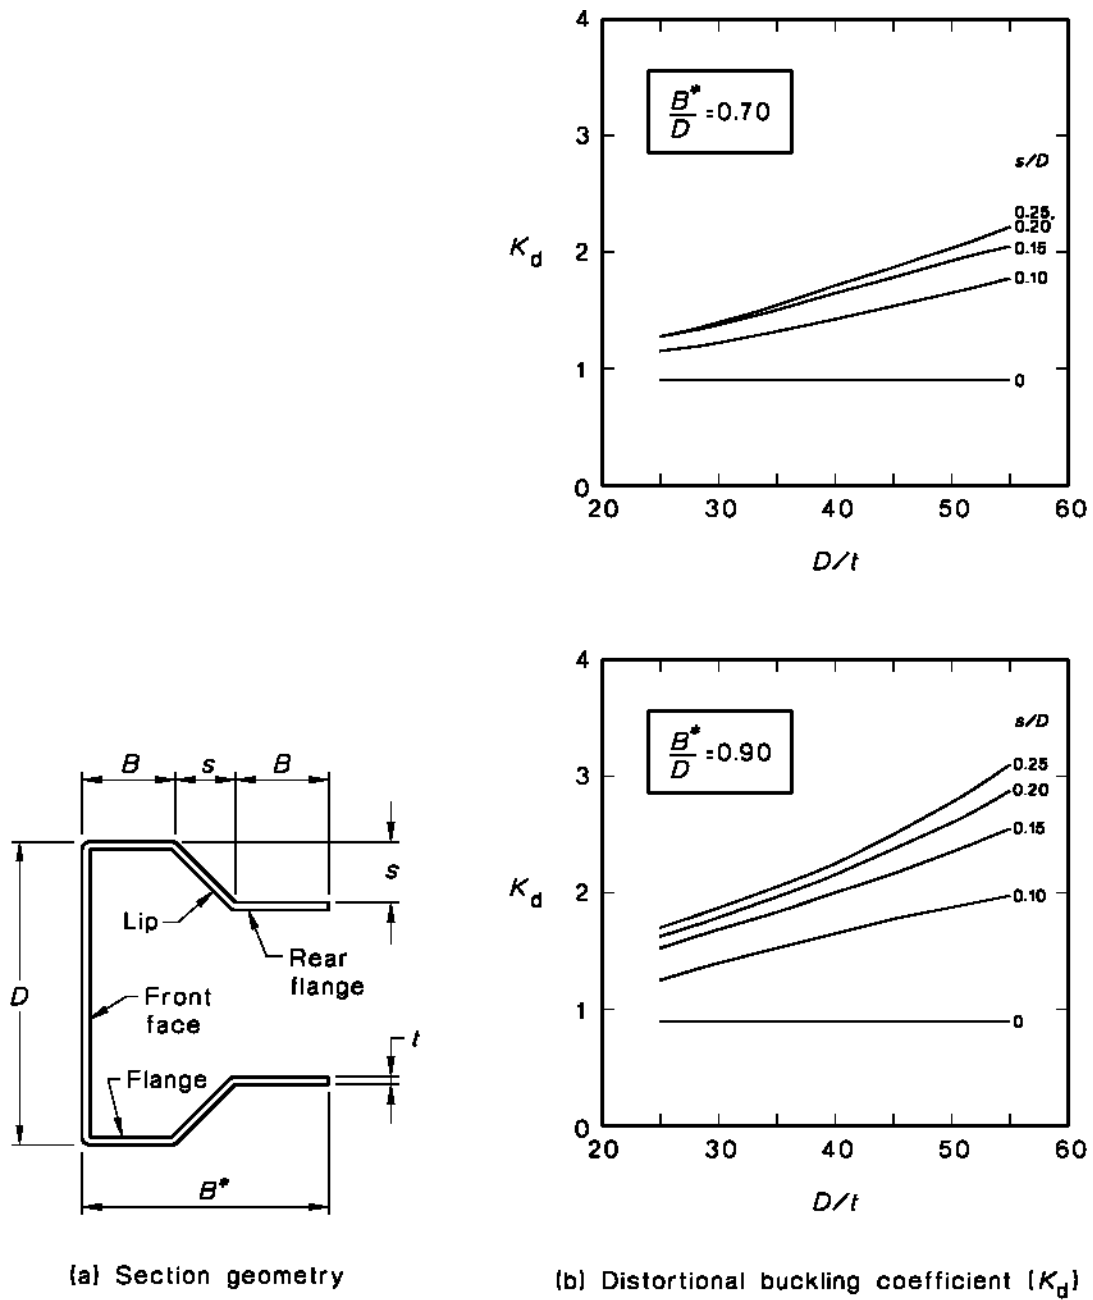 4
3
2
1
0
K_d
B*/D = 0.70
s/D
0.25,
0.20
0.15
0.10
0
20 30 40 50 60
D/t
4
3
2
1
0
K_d
B*/D = 0.90
s/D
0.25
0.20
0.15
0.10
0
20 30 40 50 60
D/t
B s B
s
D
Lip
Rear
flange
Front
face
t
Flange
B*
(a) Section geometry
(b) Distortional buckling coefficient (K_d)